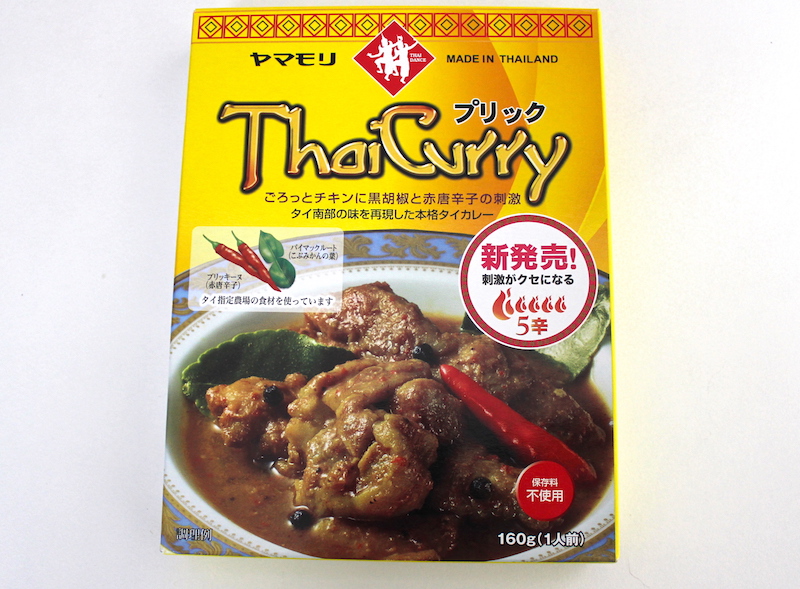 ヤマモリ
THAI
DANCE
MADE IN THAILAND
プリック
ThaiCurry
ごろっとチキンに黒胡椒と赤唐辛子の刺激
タイ南部の味を再現した本格タイカレー
バイマックルート
(こぶみかんの葉)
プリッキーヌ
(赤唐辛子)
タイ指定農場の食材を使っています
新発売!
刺激がクセになる
5辛
保存料
不使用
調理例
160g(1人前)